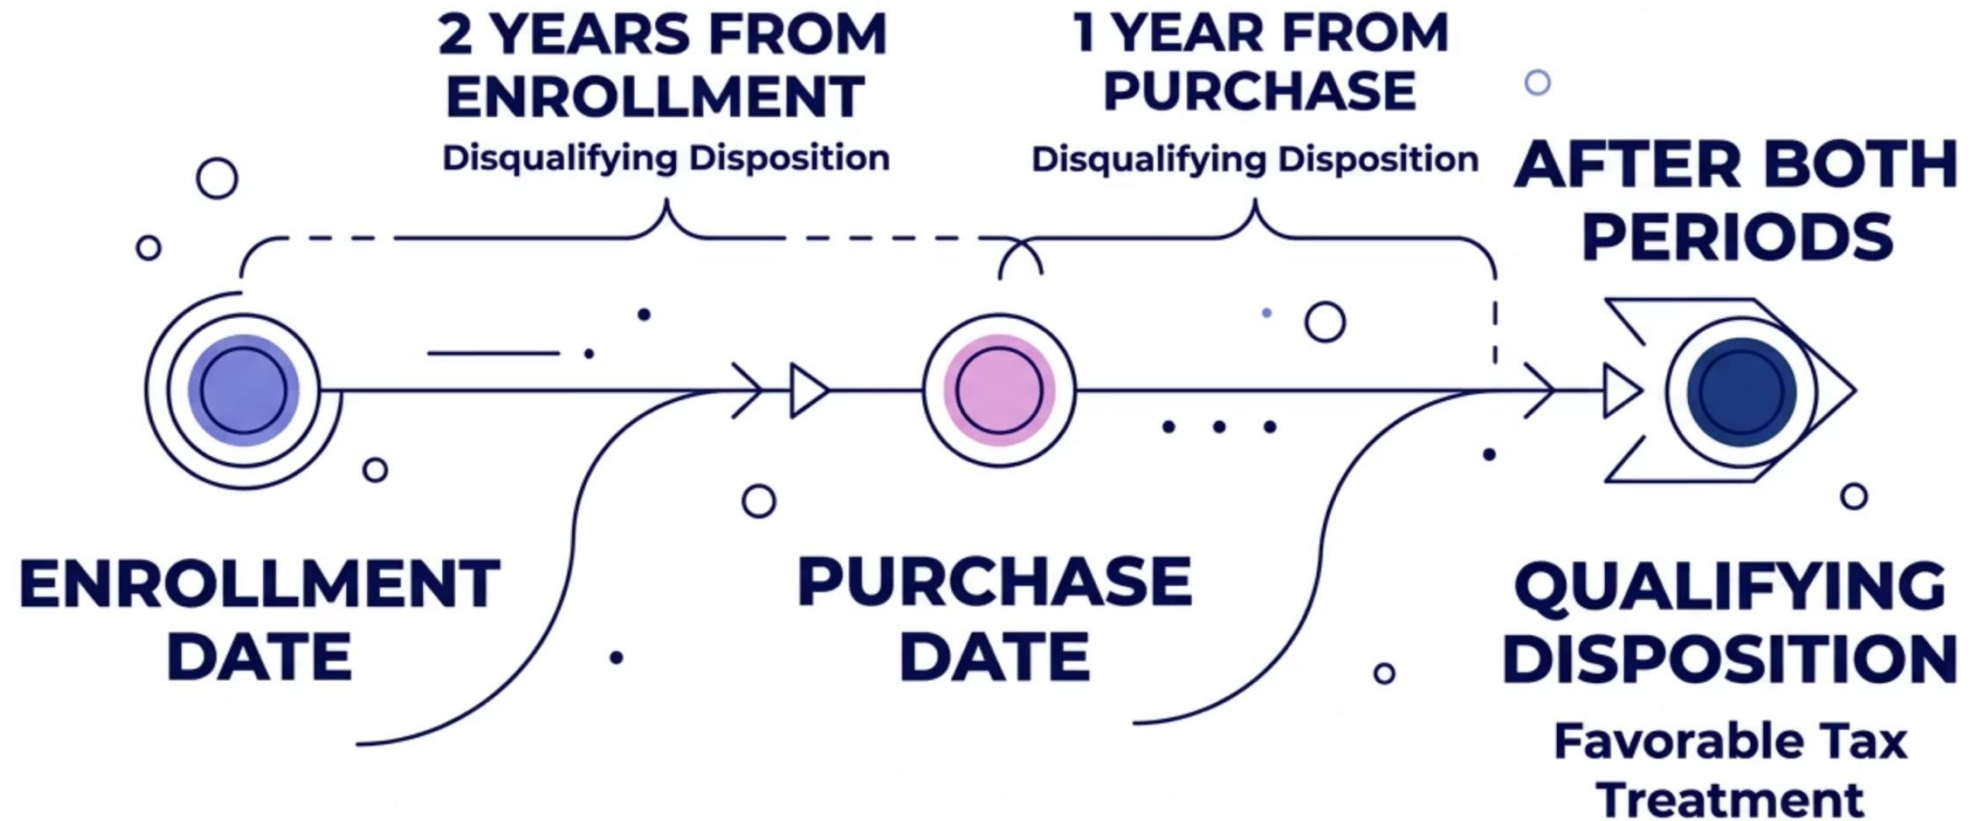 2 YEARS FROM
ENROLLMENT
Disqualifying Disposition
1 YEAR FROM
PURCHASE
Disqualifying Disposition
AFTER BOTH
PERIODS
ENROLLMENT
DATE
PURCHASE
DATE
QUALIFYING
DISPOSITION
Favorable Tax
Treatment